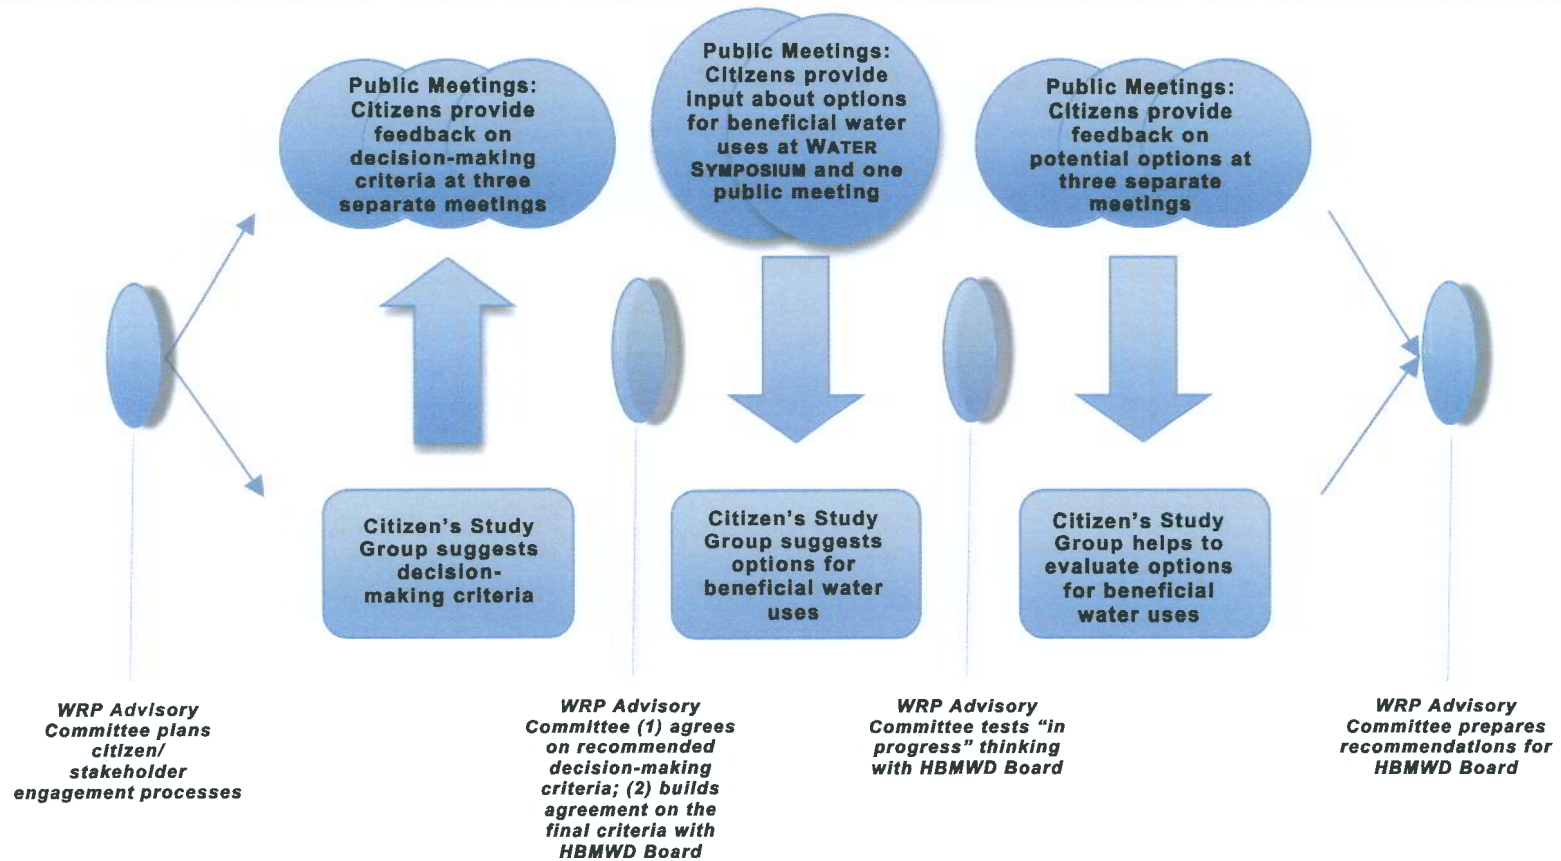 Public Meetings:
Citizens provide
feedback on
decision-making
criteria at three
separate meetings
Public Meetings:
Citizens provide
input about options
for beneficial water
uses at WATER
SYMPOSIUM and one
public meeting
Public Meetings:
Citizens provide
feedback on
potential options at
three separate
meetings
Citizen's Study
Group suggests
decision-
making criteria
Citizen's Study
Group suggests
options for
beneficial water
uses
Citizen's Study
Group helps to
evaluate options
for beneficial
water uses
WRP Advisory
Committee plans
citizen/
stakeholder
engagement processes
WRP Advisory
Committee (1) agrees
on recommended
decision-making
criteria; (2) builds
agreement on the
final criteria with
HBMWD Board
WRP Advisory
Committee tests "in
progress" thinking
with HBMWD Board
WRP Advisory
Committee prepares
recommendations for
HBMWD Board